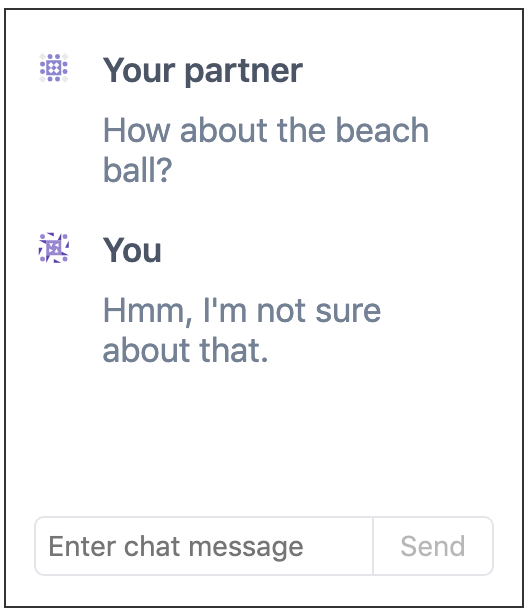 Your partner
How about the beach
ball?
You
Hmm, I'm not sure
about that.
Enter chat message
Send